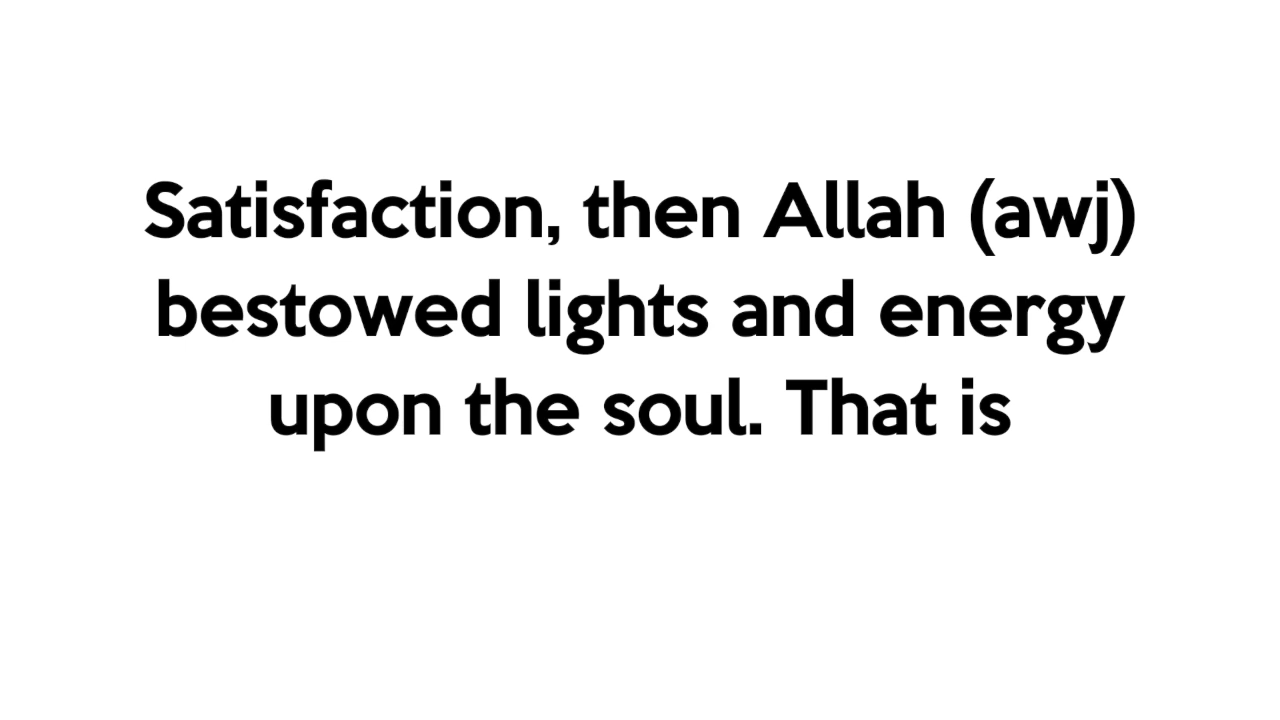 Satisfaction, then Allah (awj)
bestowed lights and energy
upon the soul. That is